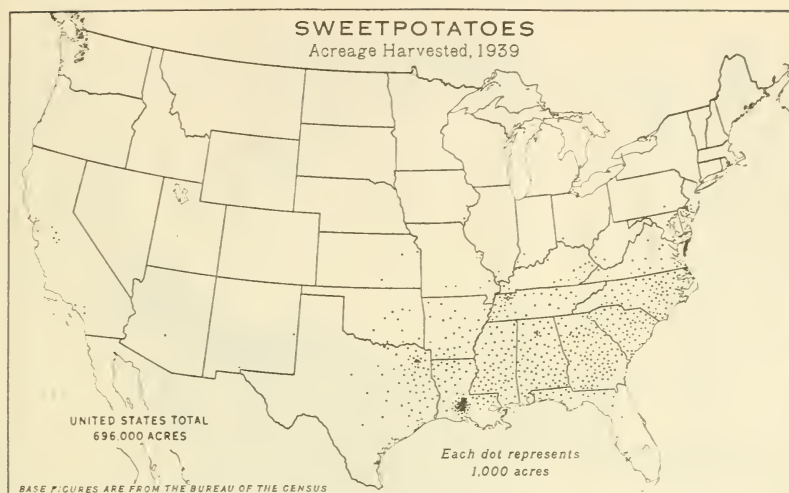 SWEETPOTATOES
Acreage Harvested, 1939
UNITED STATES TOTAL
696.000 ACRES
Each dot represents
1,000 acres
BASE FIGURES ARE FROM THE BUREAU OF THE CENSUS